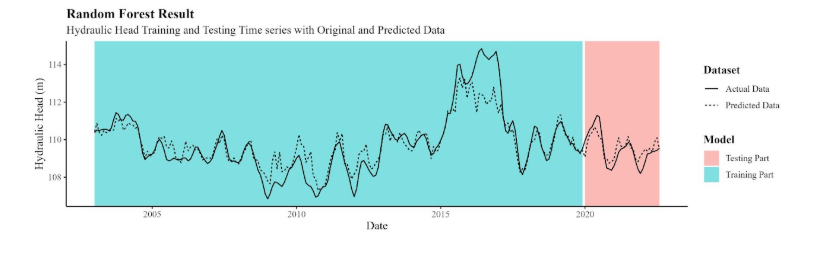 Random Forest Result
Hydraulic Head Training and Testing Time series with Original and Predicted Data
Hydraulic Head (m)
114
112
110
108
2005
2010
2015
2020
Date
Dataset
Actual Data
Predicted Data
Model
Testing Part
Training Part